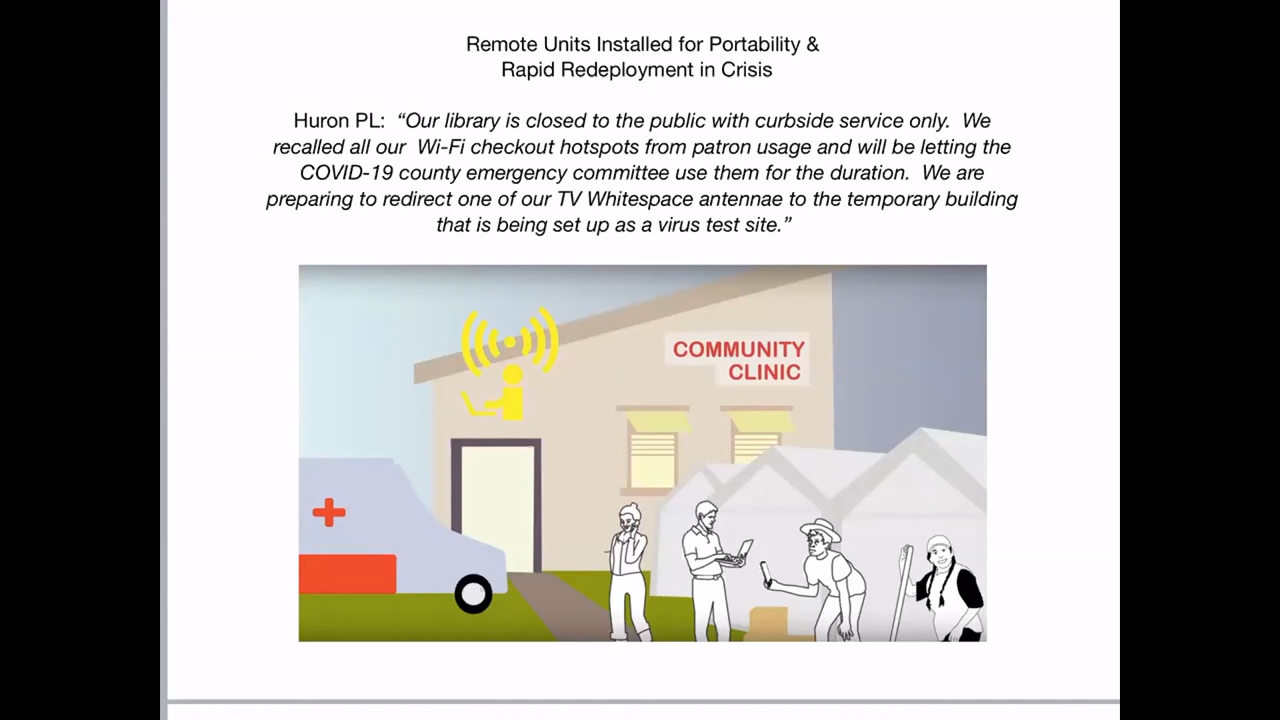 Remote Units Installed for Portability &
Rapid Redeployment in Crisis
Huron PL: “Our library is closed to the public with curbside service only. We
recalled all our Wi-Fi checkout hotspots from patron usage and will be letting the
COVID-19 county emergency committee use them for the duration. We are
preparing to redirect one of our TV Whitespace antennae to the temporary building
that is being set up as a virus test site.”
COMMUNITY
CLINIC